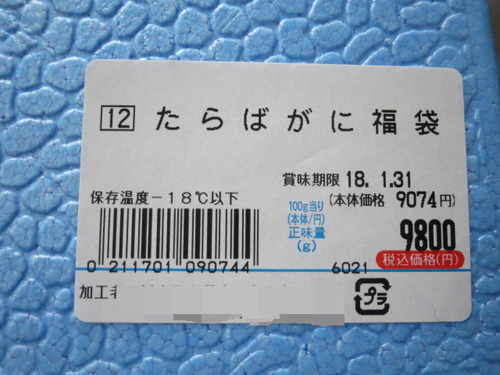 12 たらばがに福袋
賞味期限 18. 1.31
保存温度-18℃以下
100g当り (本体価格 9074円)
(本体/円)
正味量 9800
(g) 税込価格(円)
0 211701 090744
6021
加工者
プラ